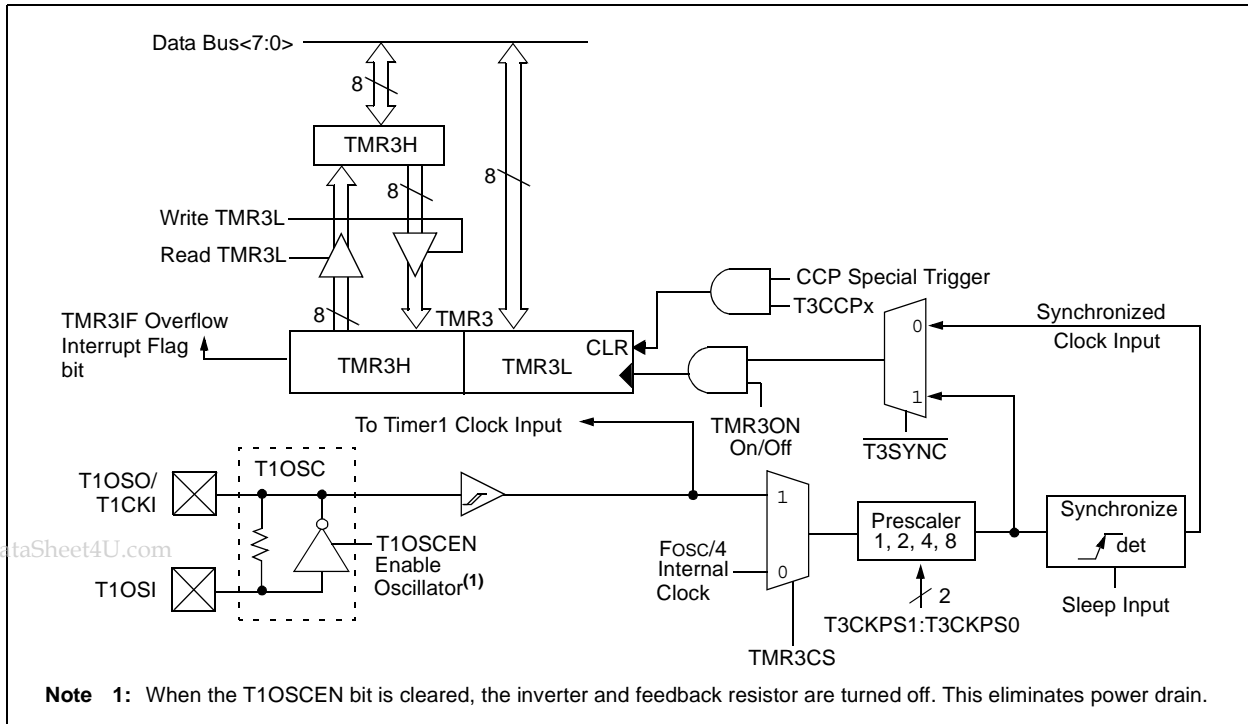 Data Bus<7:0>
8
TMR3H
8
8
Write TMR3L
Read TMR3L
CCP Special Trigger
T3CCPx
8
TMR3
TMR3IF Overflow
Interrupt Flag
bit
TMR3H
TMR3L
CLR
0
1
Synchronized
Clock Input
TMR3ON
On/Off
T3SYNC
To Timer1 Clock Input
T1OSO/
T1CKI
T1OSC
1
Prescaler
1, 2, 4, 8
Synchronize
det
ataSheet4U.com
T1OSCEN
Enable
Oscillator(1)
FOSC/4
Internal
Clock
0
T1OSI
2
Sleep Input
T3CKPS1:T3CKPS0
TMR3CS
Note 1: When the T1OSCEN bit is cleared, the inverter and feedback resistor are turned off. This eliminates power drain.